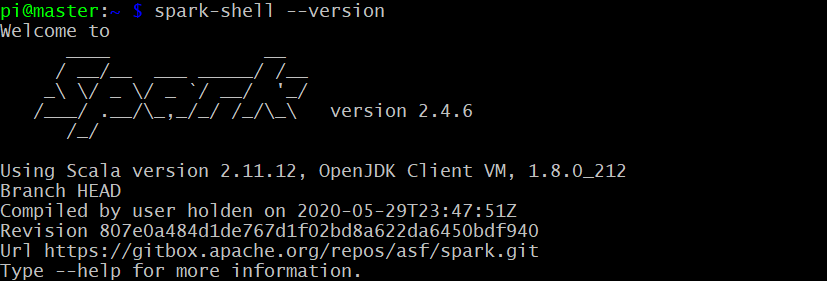 pi@master:~ $ spark-shell --version
Welcome to
      ____              __
     / __/__  ___ _____/ /__
    _\ \/ _ \/ _ `/ __/  '_/
   /___/ .__/\_,_/_/ /_/\_\   version 2.4.6
      /_/
Using Scala version 2.11.12, OpenJDK Client VM, 1.8.0_212
Branch HEAD
Compiled by user holden on 2020-05-29T23:47:51Z
Revision 807e0a484d1de767d1f02bd8a622da6450bdf940
Url https://gitbox.apache.org/repos/asf/spark.git
Type --help for more information.